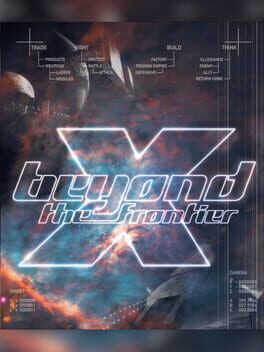 TRADE FIGHT BUILD THINK
PRODUCTS PROTECT FACTORY ALLEGIANCE
WEAPONS BATTLE TRADING EMPIRE ENEMY
LASERS ATTACK DEFENSIVE ALLY
MISSILES RETURN HOME
X
beyond
the frontier
TARGET
CAMERA